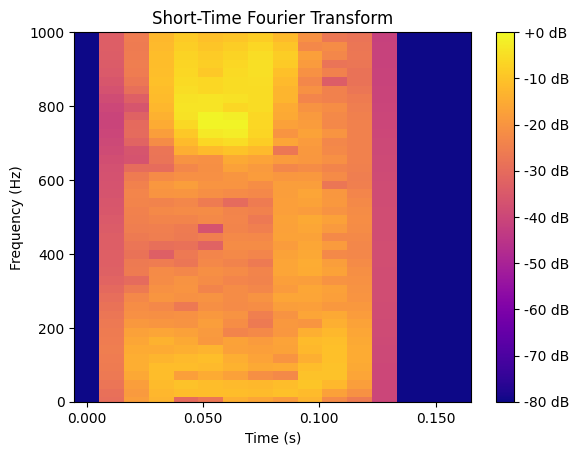 Short-Time Fourier Transform
1000
800
600
400
200
0
Frequency (Hz)
0.000
0.050
0.100
0.150
Time (s)
+0 dB
-10 dB
-20 dB
-30 dB
-40 dB
-50 dB
-60 dB
-70 dB
-80 dB